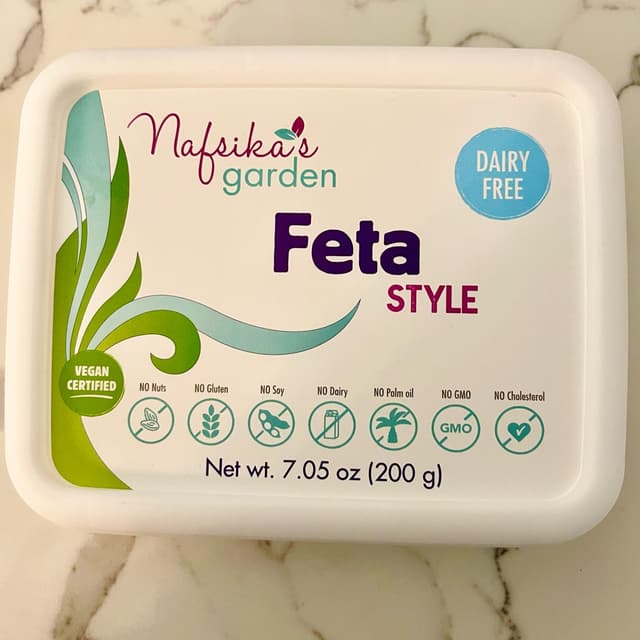 Nafsika's
garden
DAIRY
FREE
Feta
STYLE
VEGAN
CERTIFIED
NO Nuts
NO Gluten
NO Soy
NO Dairy
NO Palm oil
NO GMO
NO Cholesterol
GMO
Net wt. 7.05 oz (200 g)